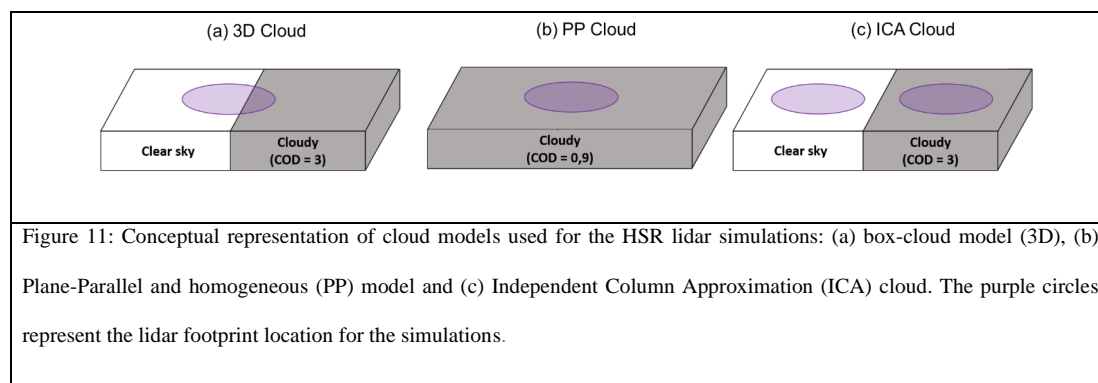 (a) 3D Cloud (b) PP Cloud (c) ICA Cloud
Clear sky Cloudy (COD = 3) Cloudy (COD = 0,9) Clear sky Cloudy (COD = 3)
Figure 11: Conceptual representation of cloud models used for the HSR lidar simulations: (a) box-cloud model (3D), (b)
Plane-Parallel and homogeneous (PP) model and (c) Independent Column Approximation (ICA) cloud. The purple circles
represent the lidar footprint location for the simulations.